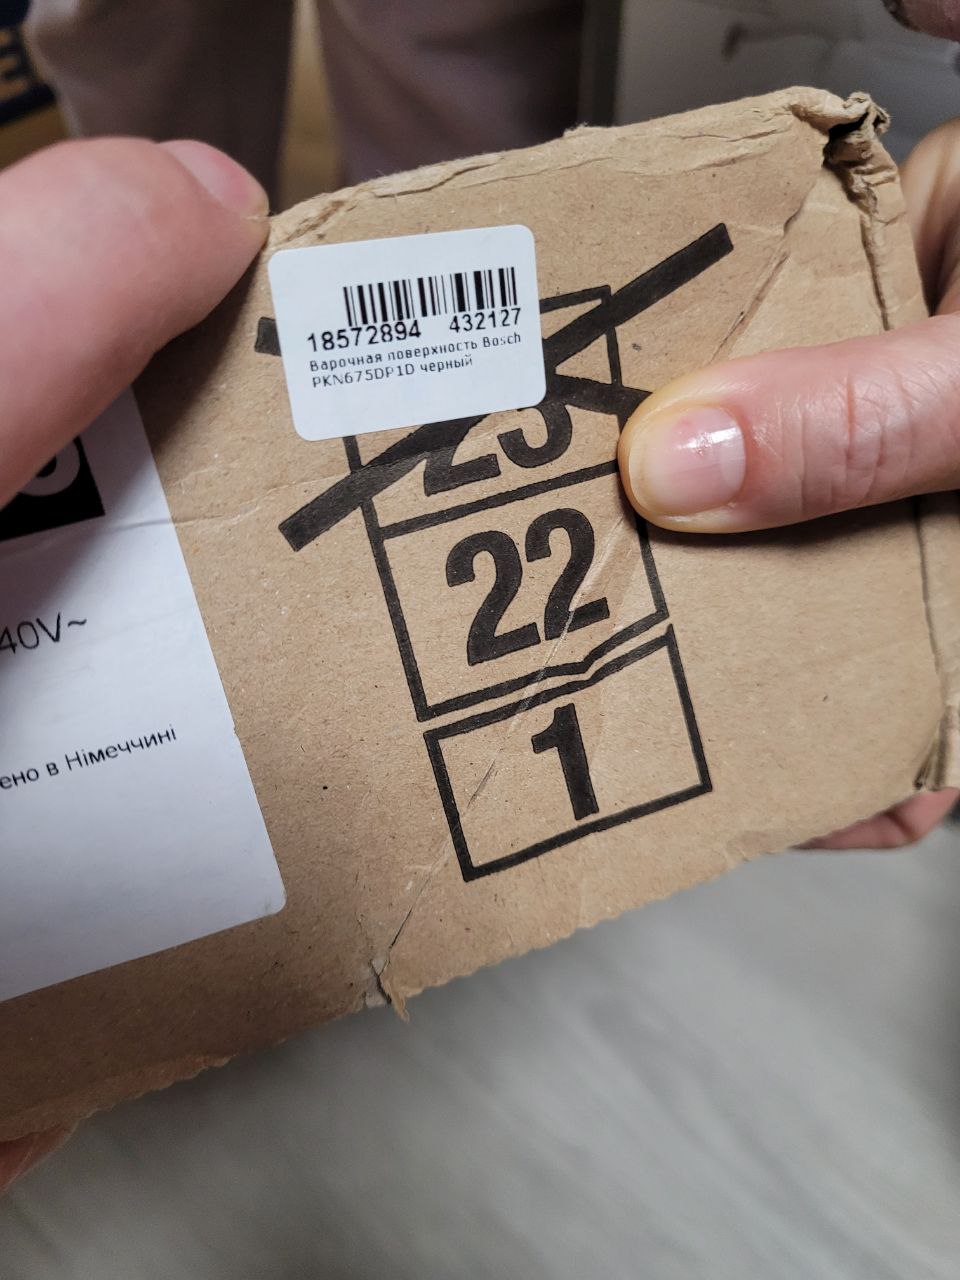 18572894 432127
Варочная поверхность Bosch
PKN675DP1D черный
23
22
1
40V~
ено в Німеччині